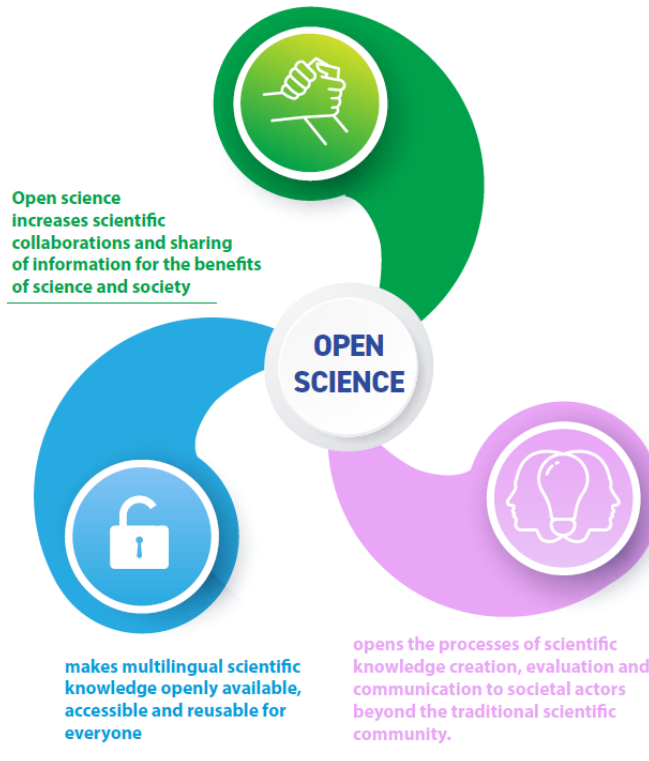 Open science
increases scientific
collaborations and sharing
of information for the benefits
of science and society
OPEN
SCIENCE
makes multilingual scientific
knowledge openly available,
accessible and reusable for
everyone
opens the processes of scientific
knowledge creation, evaluation and
communication to societal actors
beyond the traditional scientific
community.